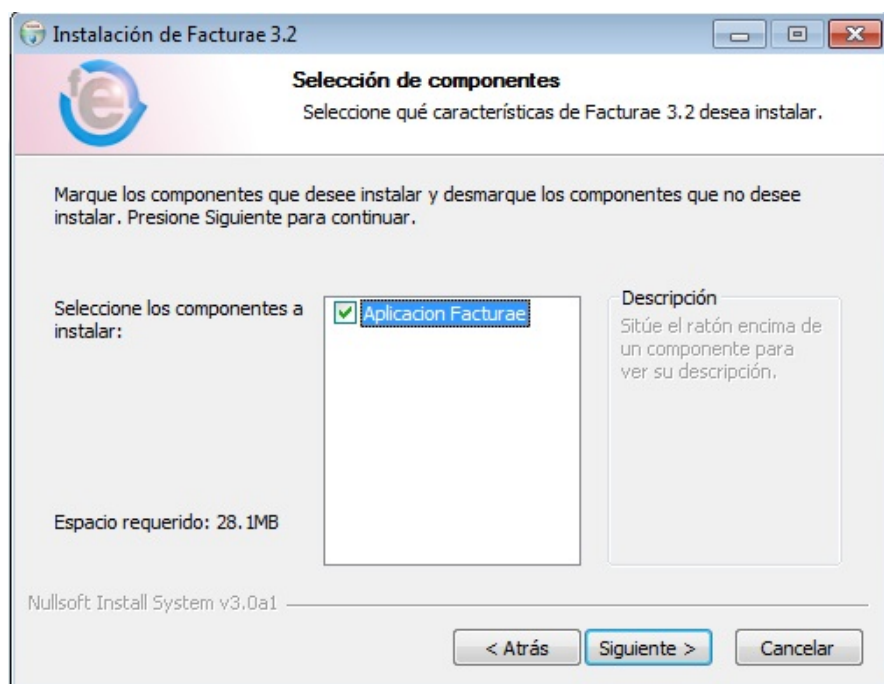 Instalación de Facturae 3.2
Selección de componentes
Seleccione qué características de Facturae 3.2 desea instalar.
Marque los componentes que desee instalar y desmarque los componentes que no desee
instalar. Presione Siguiente para continuar.
Seleccione los componentes a
instalar:
Aplicacion Facturae
Descripción
Sitúe el ratón encima de
un componente para
ver su descripción.
Espacio requerido: 28.1MB
Nullsoft Install System v3.0a1
< Atrás
Siguiente >
Cancelar